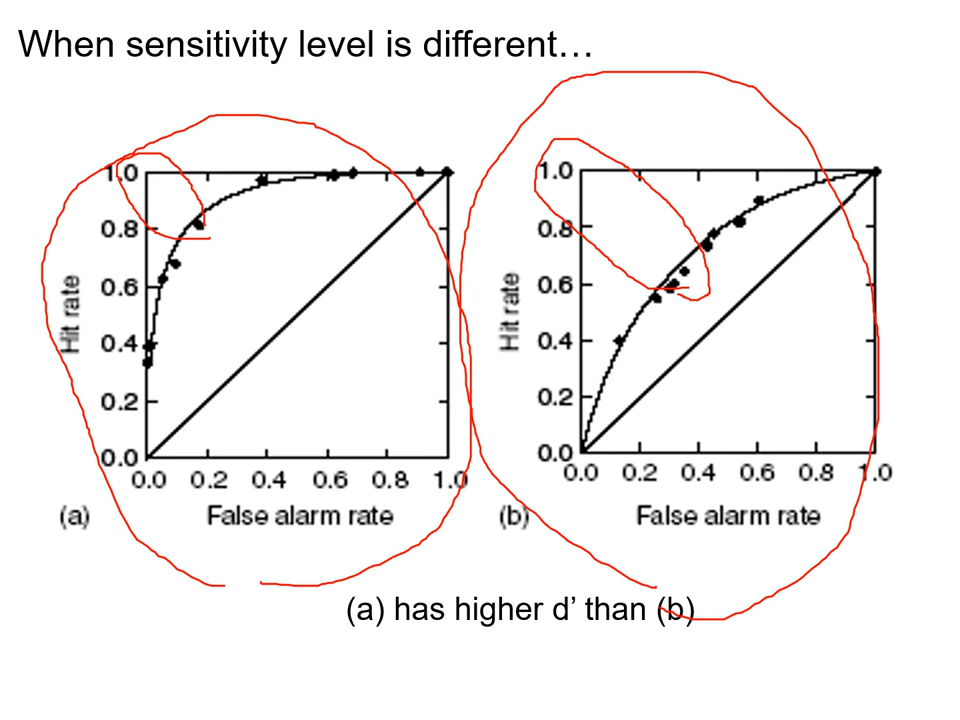 When sensitivity level is different…
1.0
0.8
0.6
0.4
0.2
0.0
Hit rate
0.0 0.2 0.4 0.6 0.8 1.0
(a) False alarm rate
1.0
0.8
0.6
0.4
0.2
0.0
Hit rate
0.0 0.2 0.4 0.6 0.8 1.0
(b) False alarm rate
(a) has higher d’ than (b)